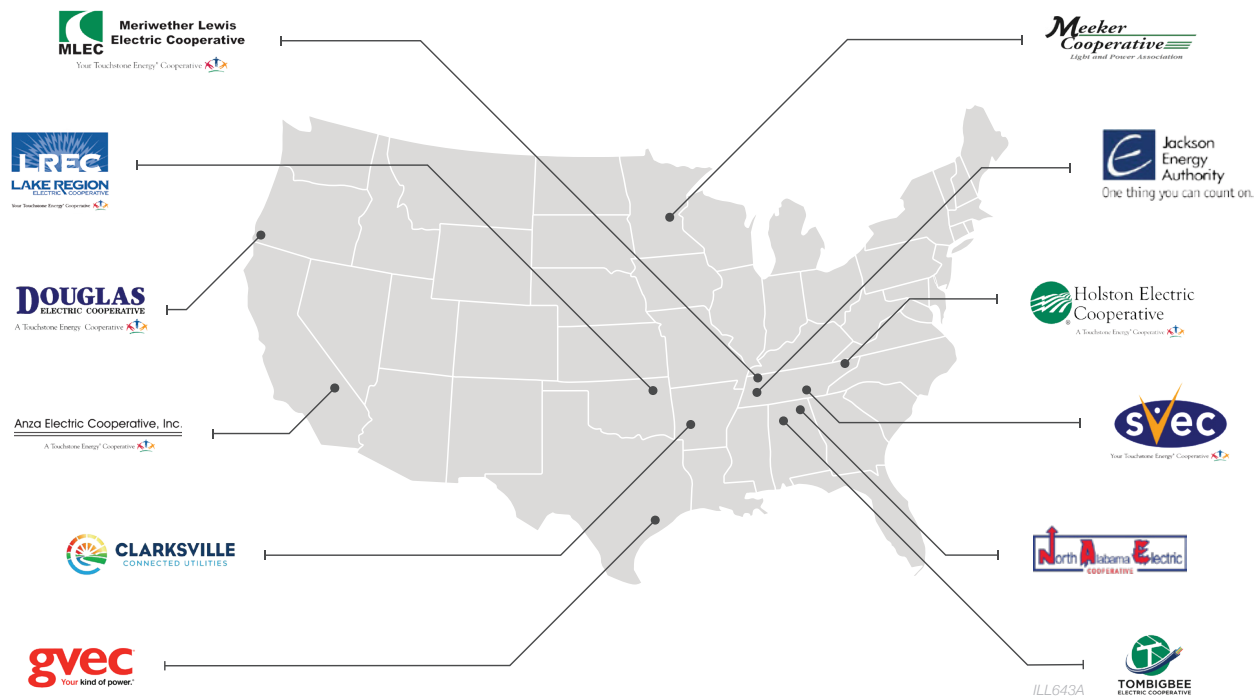 MLEC
Meriwether Lewis
Electric Cooperative
Your Touchstone Energy® Cooperative
Meeker
Cooperative
Light and Power Association
LREC
LAKE REGION
ELECTRIC COOPERATIVE
Your Touchstone Energy® Cooperative
Jackson
Energy
Authority
One thing you can count on.
DOUGLAS
ELECTRIC COOPERATIVE
A Touchstone Energy® Cooperative
Holston Electric
Cooperative
A Touchstone Energy® Cooperative
Anza Electric Cooperative, Inc.
A Touchstone Energy® Cooperative
svec
Your Touchstone Energy® Cooperative
CLARKSVILLE
CONNECTED UTILITIES
North Alabama Electric
COOPERATIVE
gvec
Your kind of power.®
T
TOMBIGBEE
ELECTRIC COOPERATIVE
ILL643A